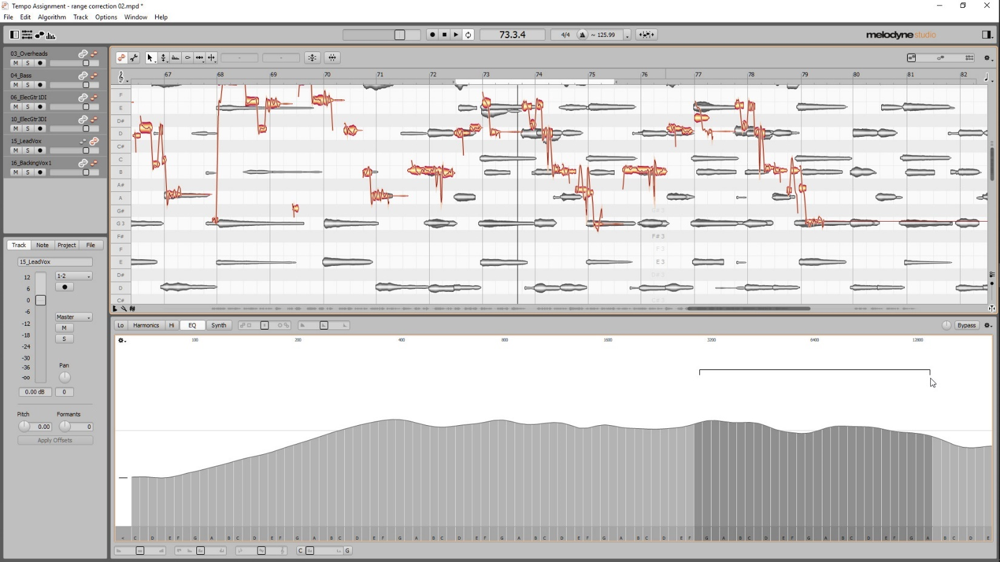 Tempo Assignment - range correction 02.mpd *
File Edit Algorithm Track Options Window Help
73.3.4 4/4 ~ 125.99 melodyne studio
03_Overheads
M S
04_Bass
M S
06_ElecGtr1DI
M S
10_ElecGtr3DI
M S
15_LeadVox
M S
16_BackingVox1
M S
- -
67 68 69 70 71 72 73 74 75 76 77 78 79 80 81 82
F
E
D#
D
C#
C
B
A#
A
G# G# 3
G 3
F# F# 3
F F 3
E E 3
D# D# 3
D
C# C# 3
Track Note Project File
15_LeadVox
12 1-2
6
0
-6
Master
-12 M
-18 S
-24
-30
-36 Pan
-oo
0.00 dB 0
Pitch Formants
0.00 0
Apply Offsets
Lo Harmonics Hi EQ Synth Bypass
100 200 400 800 1600 3200 6400 12800
< C D E F G A B C D E F G A B C D E F G A B C D E F G A B C D E F G A B C D E F G A B C D E F G A B C D E F G A B C D E
C G